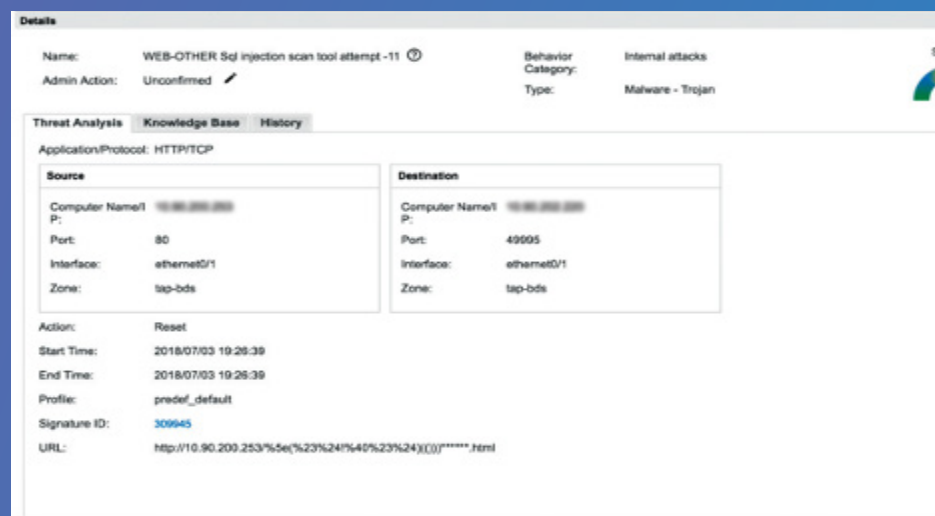 Details
Name: WEB-OTHER Sql injection scan tool attempt -11
Behavior Category: Internal attacks
Admin Action: Unconfirmed
Type: Malware - Trojan
Threat Analysis Knowledge Base History
Application/Protocol: HTTP/TCP
Source
Computer Name/I
P:
Port: 80
Interface: ethernet0/1
Zone: tap-bds
Destination
Computer Name/I
P:
Port: 49995
Interface: ethernet0/1
Zone: tap-bds
Action: Reset
Start Time: 2018/07/03 19:26:39
End Time: 2018/07/03 19:26:39
Profile: predef_default
Signature ID: 309945
URL: